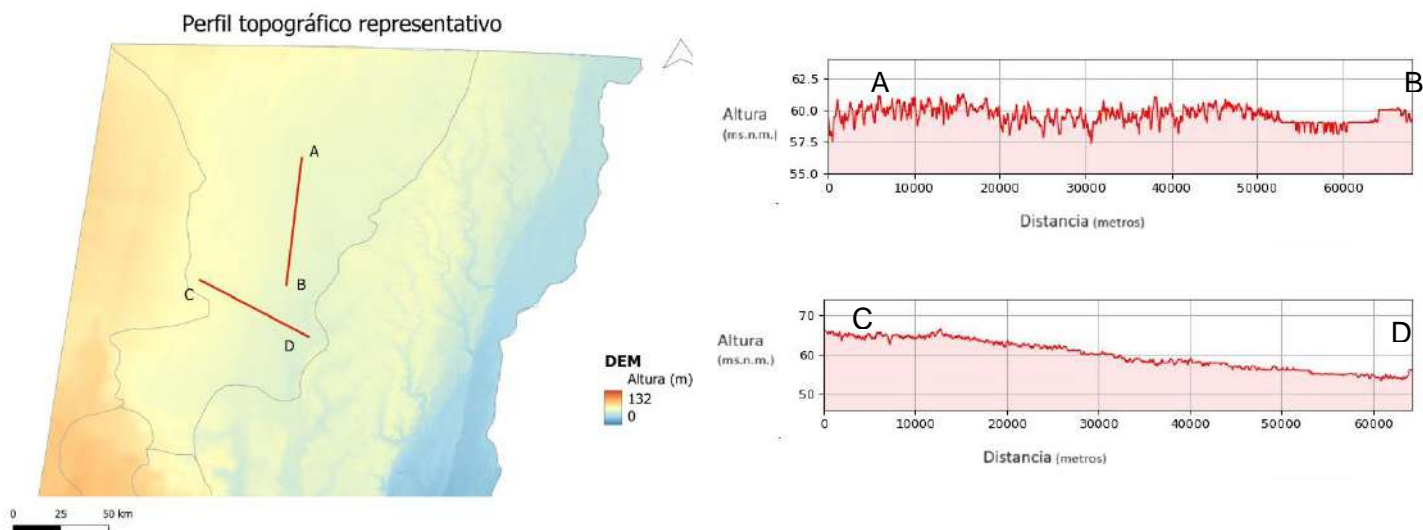 Perfil topográfico representativo
A
B
C
D
DEM
Altura (m)
132
0
0 25 50 km
A
B
62.5
60.0
57.5
55.0
Altura
(ms.n.m.)
0 10000 20000 30000 40000 50000 60000
Distancia (metros)
C
D
70
60
50
Altura
(ms.n.m.)
0 10000 20000 30000 40000 50000 60000
Distancia (metros)